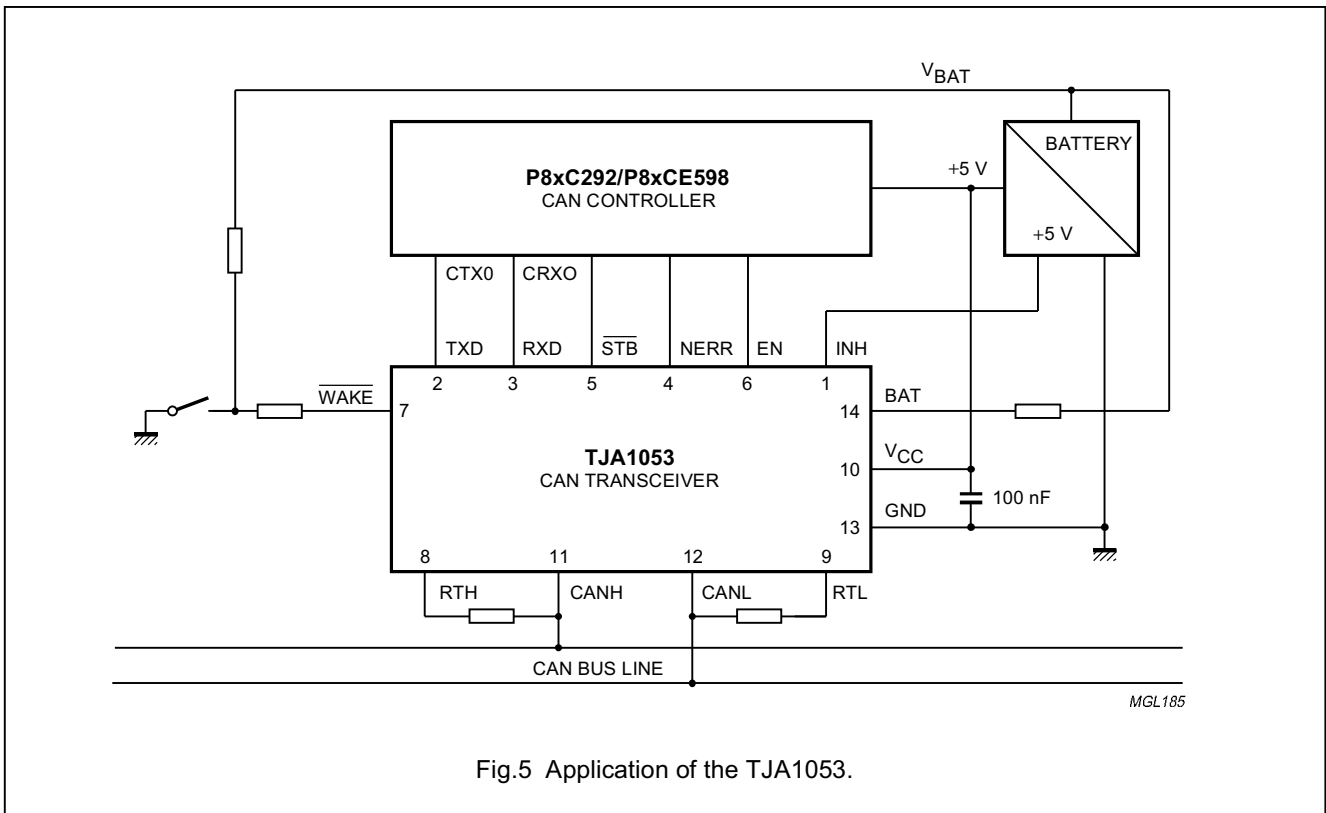 V_BAT
BATTERY
+5 V
P8xC292/P8xCE598
CAN CONTROLLER
+5 V
CTX0 CRXO
TXD RXD S̅T̅B̅ NERR EN INH
2 3 5 4 6 1
W̅A̅K̅E̅ 7
14 BAT
TJA1053
CAN TRANSCEIVER
10 V_CC
100 nF
13 GND
8 11 12 9
RTH CANH CANL RTL
CAN BUS LINE
MGL185
Fig.5 Application of the TJA1053.